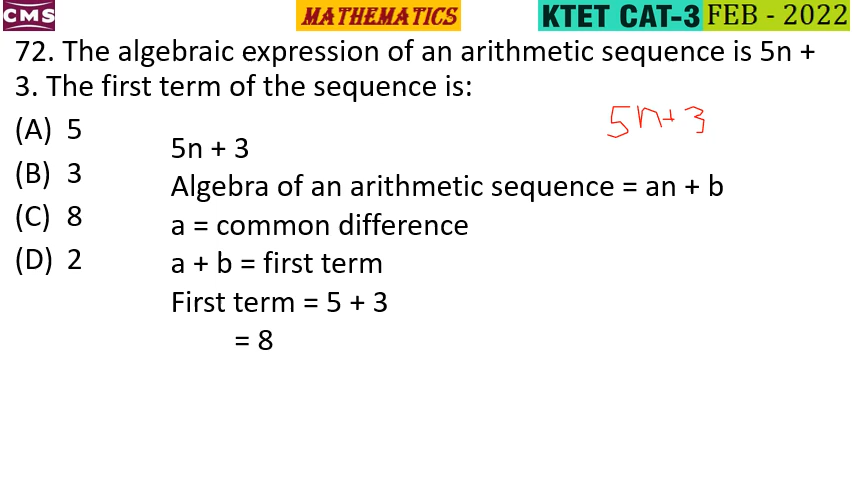 CMS
MATHEMATICS
KTET CAT-3
FEB - 2022
72. The algebraic expression of an arithmetic sequence is 5n +
3. The first term of the sequence is:
5n+3
(A) 5
(B) 3
(C) 8
(D) 2
5n + 3
Algebra of an arithmetic sequence = an + b
a = common difference
a + b = first term
First term = 5 + 3
= 8